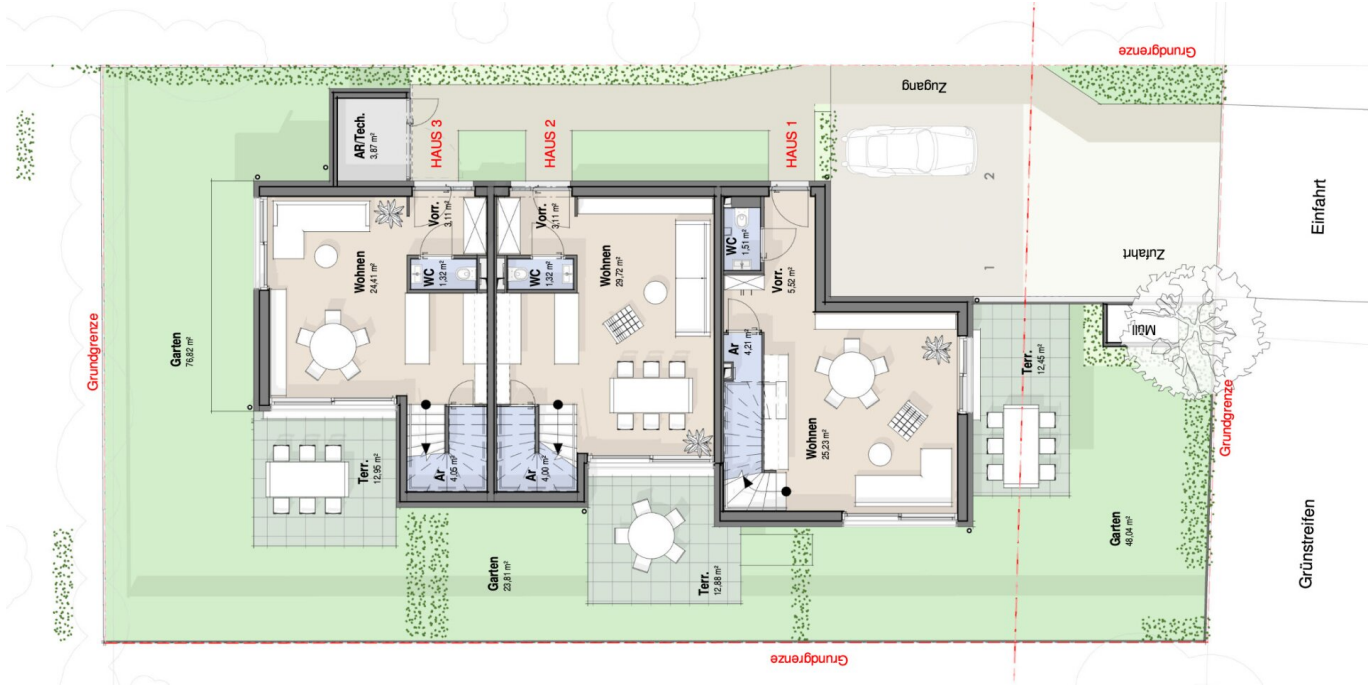 Grundgrenze
Zugang
AR/Tech.
3,87 m²
HAUS 3
HAUS 2
HAUS 1
2
1
Einfahrt
Zufahrt
Vorr.
3,11 m²
Vorr.
3,11 m²
WC
1,51 m²
Wohnen
24,41 m²
WC
1,32 m²
WC
1,32 m²
Wohnen
29,72 m²
Vorr.
5,52 m²
Grundgrenze
Garten
76,82 m²
Ar
4,21 m²
Müll
Terr.
12,45 m²
Grundgrenze
Wohnen
25,23 m²
Terr.
12,95 m²
Ar
4,05 m²
Ar
4,00 m²
Garten
48,04 m²
Grünstreifen
Garten
23,81 m²
Terr.
12,88 m²
Grundgrenze